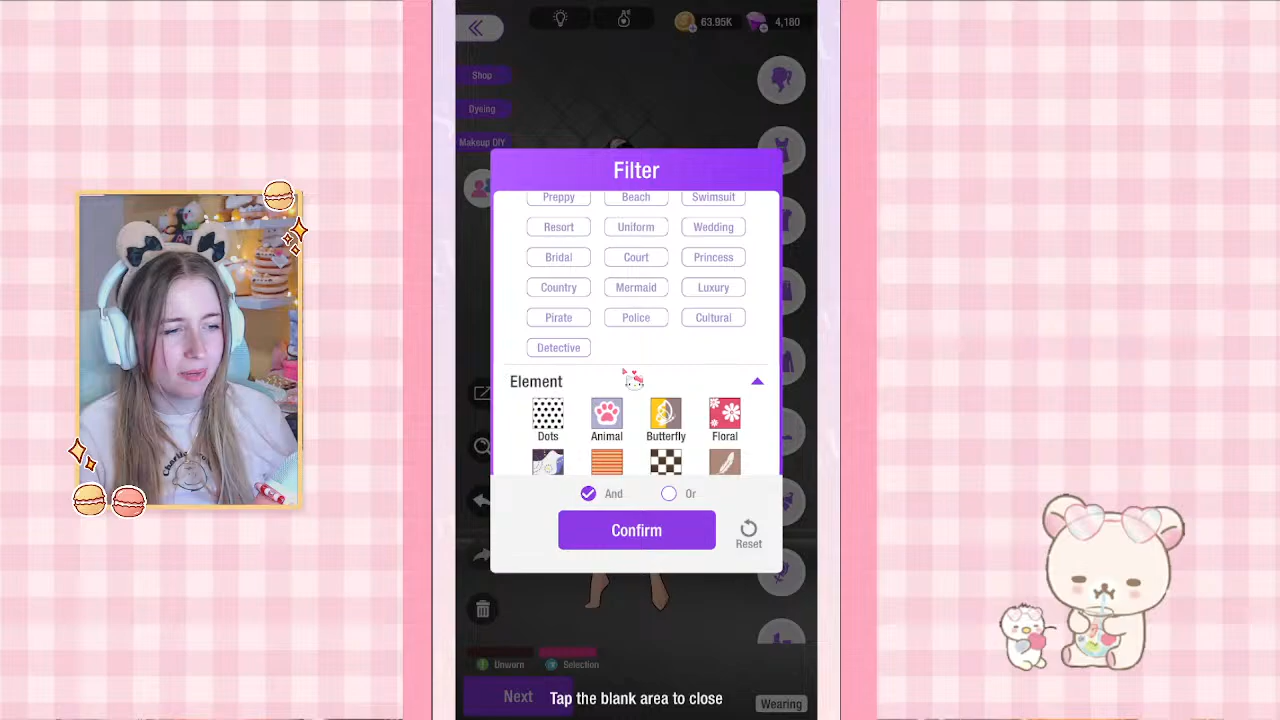 63.95K 4,180
Shop
Dyeing
Makeup DIY
Filter
Preppy Beach Swimsuit
Resort Uniform Wedding
Bridal Court Princess
Country Mermaid Luxury
Pirate Police Cultural
Detective
Element
Dots Animal Butterfly Floral
And Or
Confirm
Reset
Unworn Selection
Next
Tap the blank area to close
Wearing